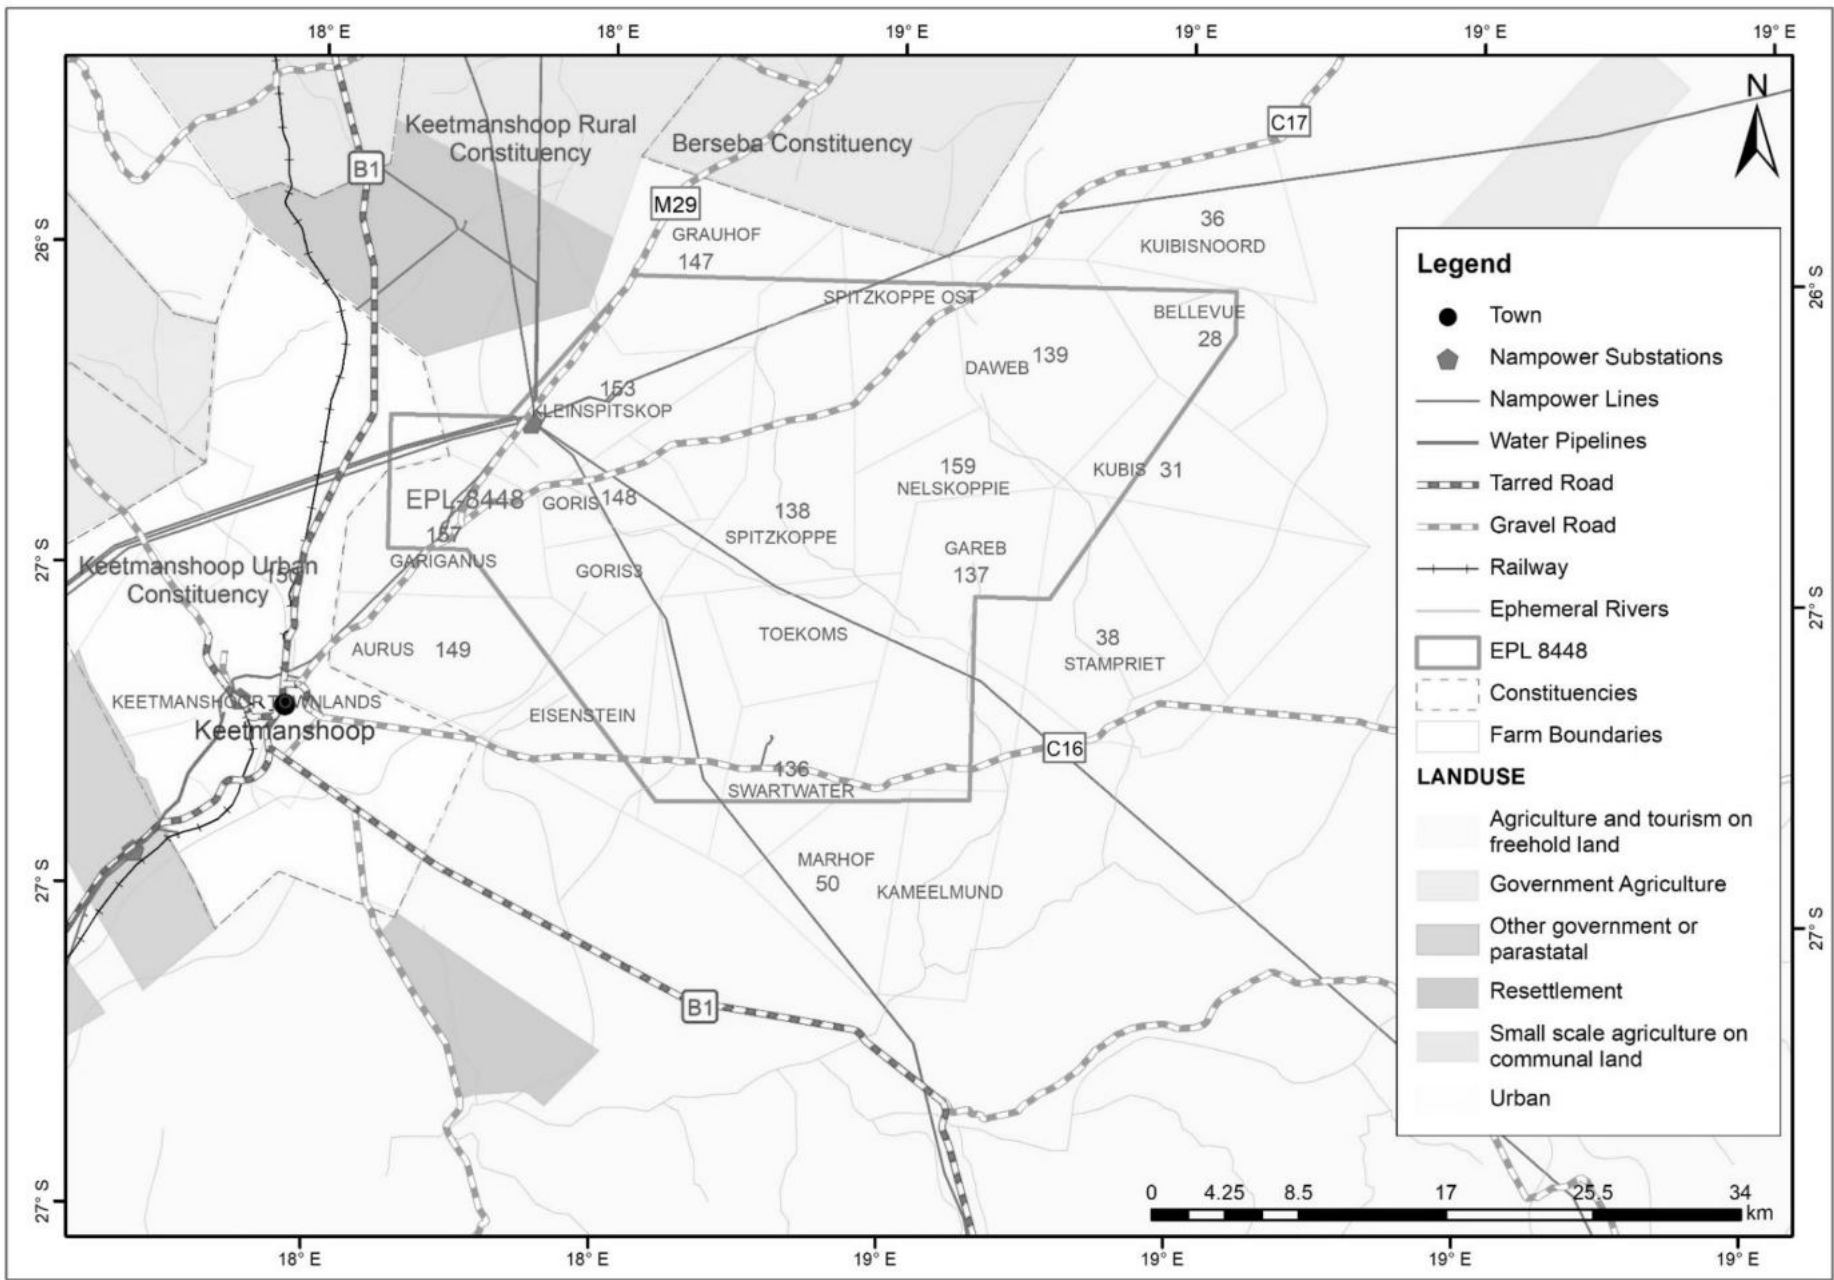 18° E 18° E 19° E 19° E 19° E 19° E
N
C17
Keetmanshoop Rural
Constituency
Berseba Constituency
B1
M29
GRAUHOF
147
36
KUIBISNOORD
26° S
26° S
SPITZKOPPE OST
BELLEVUE
28
DAWEB 139
153
KLEINSPITSKOP
159
NELSKOPPIE
KUBIS 31
EPL-8448
GORIS 148
138
SPITZKOPPE
157
GARIGANUS
GAREB
137
GORIS3
27° S
27° S
Keetmanshoop Urban
Constituency
150
TOEKOMS
38
STAMPRIET
AURUS 149
KEETMANSHOOP TOWNLANDS
Keetmanshoop
EISENSTEIN
C16
136
SWARTWATER
MARHOF
50
KAMEELMUND
27° S
27° S
B1
27° S
Legend
Town
Nampower Substations
Nampower Lines
Water Pipelines
Tarred Road
Gravel Road
Railway
Ephemeral Rivers
EPL 8448
Constituencies
Farm Boundaries
LANDUSE
Agriculture and tourism on
freehold land
Government Agriculture
Other government or
parastatal
Resettlement
Small scale agriculture on
communal land
Urban
0 4.25 8.5 17 25.5 34
km
18° E 18° E 19° E 19° E 19° E 19° E